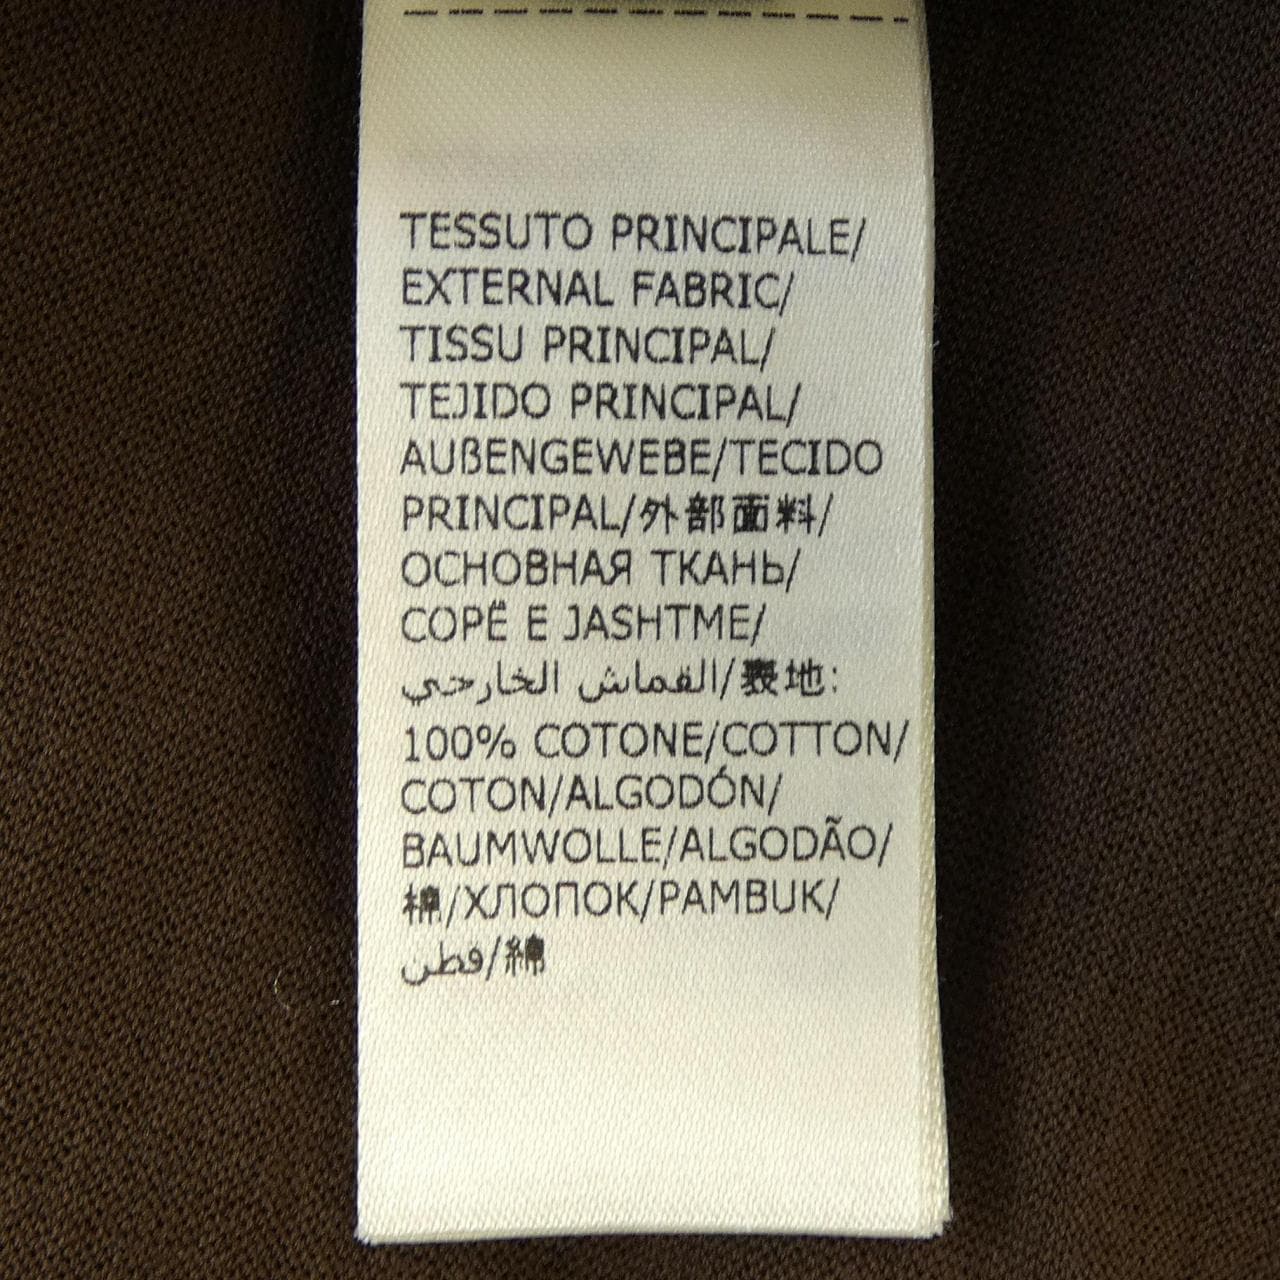 TESSUTO PRINCIPALE/
EXTERNAL FABRIC/
TISSU PRINCIPAL/
TEJIDO PRINCIPAL/
AUßENGEWEBE/TECIDO
PRINCIPAL/外部面料/
ОСНОВНАЯ ТКАНЬ/
COPË E JASHTME/
القماش الخارجي/表地:
100% COTONE/COTTON/
COTON/ALGODÓN/
BAUMWOLLE/ALGODÃO/
棉/ХЛОПОК/PAMBUK/
قطن/綿